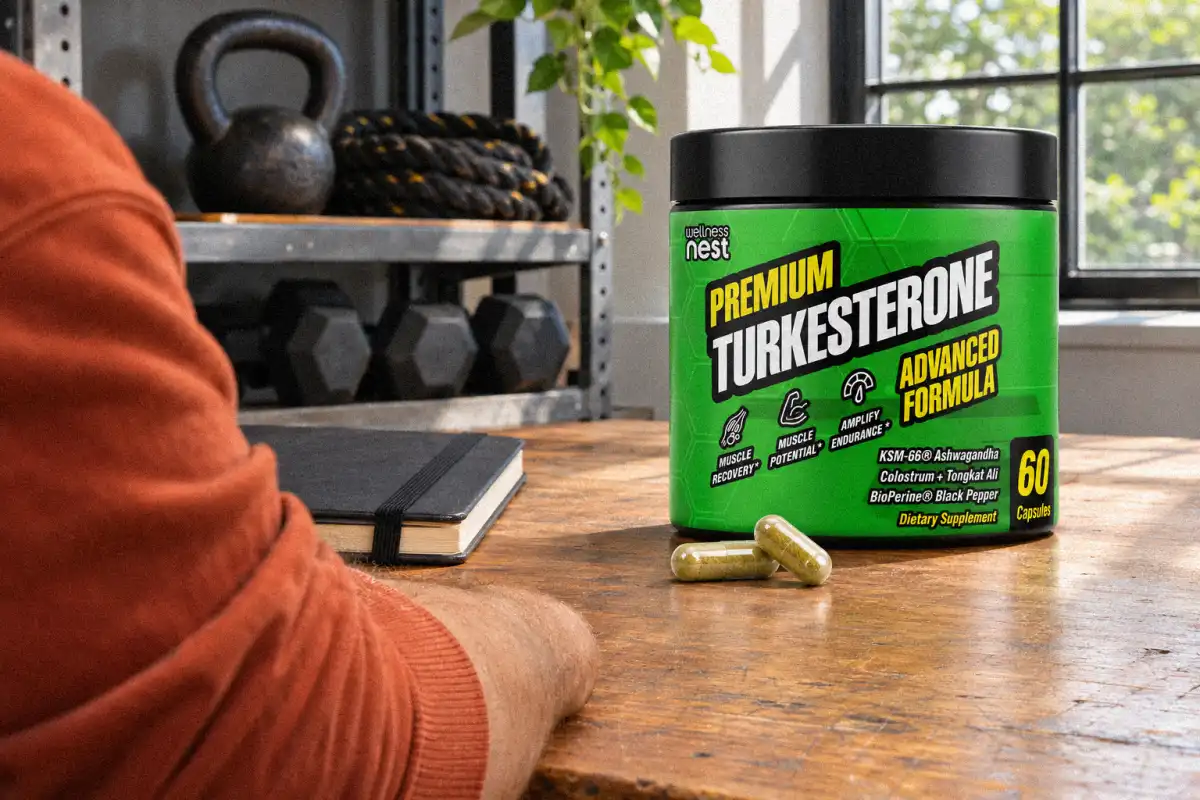 wellness
nest
PREMIUM
TURKESTERONE
ADVANCED
FORMULA
MUSCLE
RECOVERY*
MUSCLE
POTENTIAL*
AMPLIFY
ENDURANCE*
KSM-66® Ashwagandha
Colostrum + Tongkat Ali
BioPerine® Black Pepper
Dietary Supplement
60
Capsules